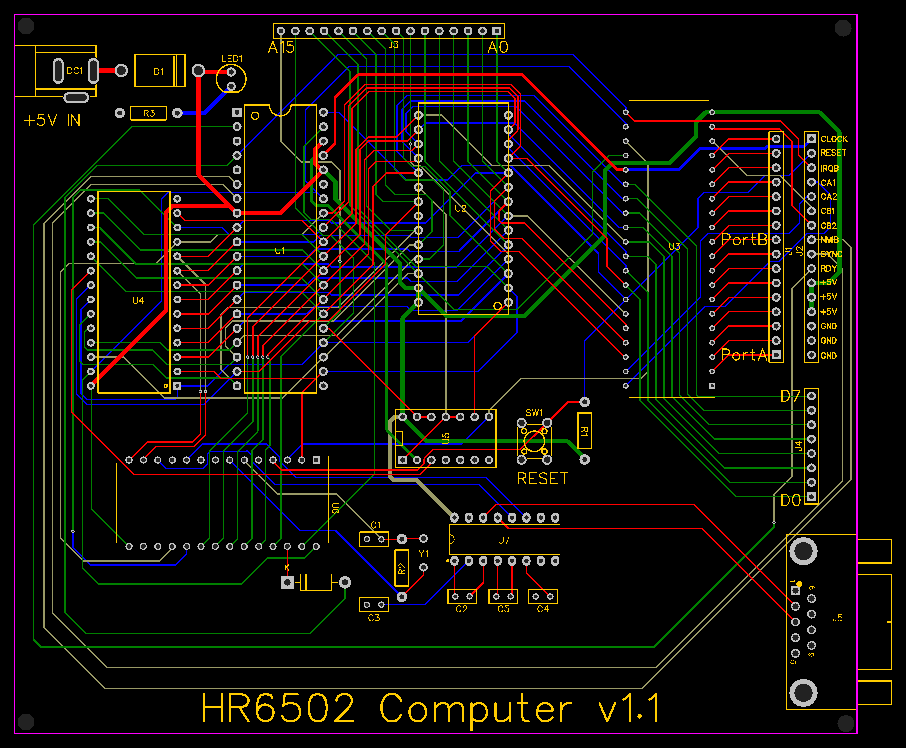 A15
J3
A0
LED1
DC1
D1
R3
+5V IN
CLOCK
RESET
IRQB
CA1
CA2
CB1
CB2
NMIB
SYNC
RDY
+5V
+5V
+5V
GND
GND
GND
U1
U2
U3
U4
PortB
J1
J2
PortA
D7
J4
D0
SW1
R1
RESET
U5
U6
C1
R2
Y1
J7
K
C3
C2
C5
C4
J5
HR6502 Computer v1.1